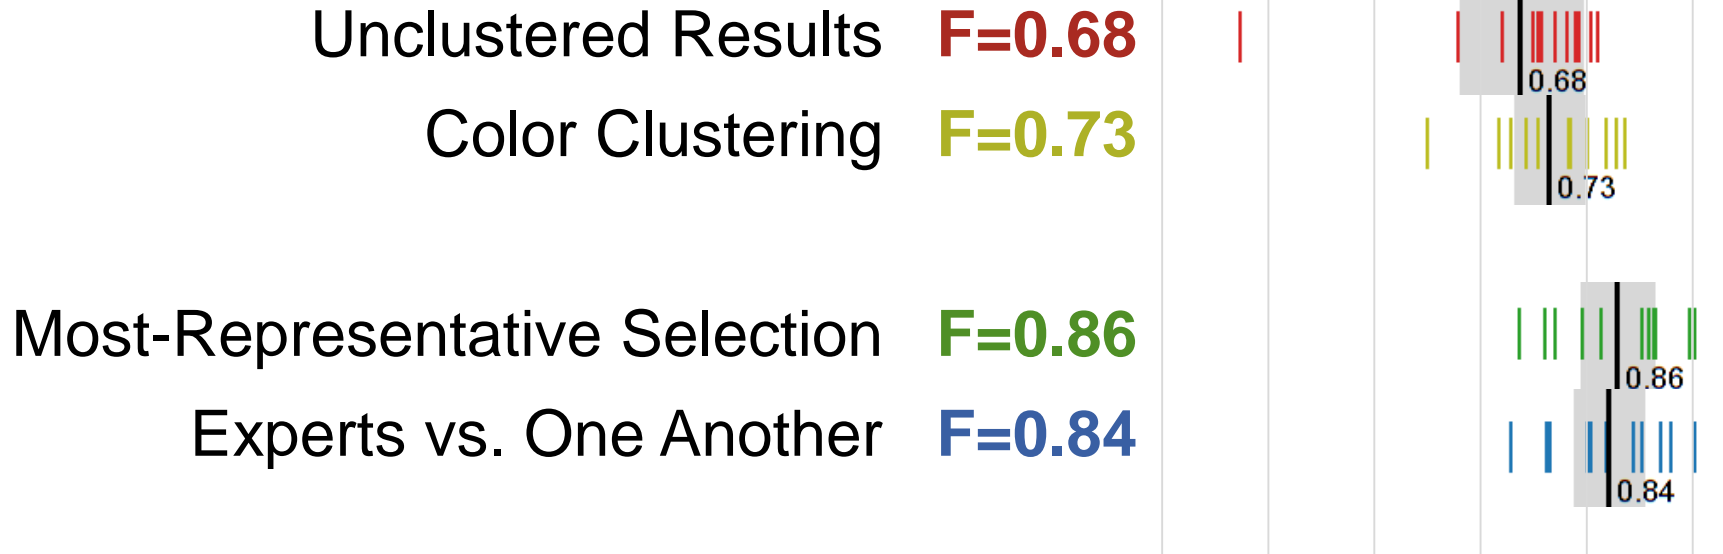 Unclustered Results F=0.68
0.68
Color Clustering F=0.73
0.73
Most-Representative Selection F=0.86
0.86
Experts vs. One Another F=0.84
0.84